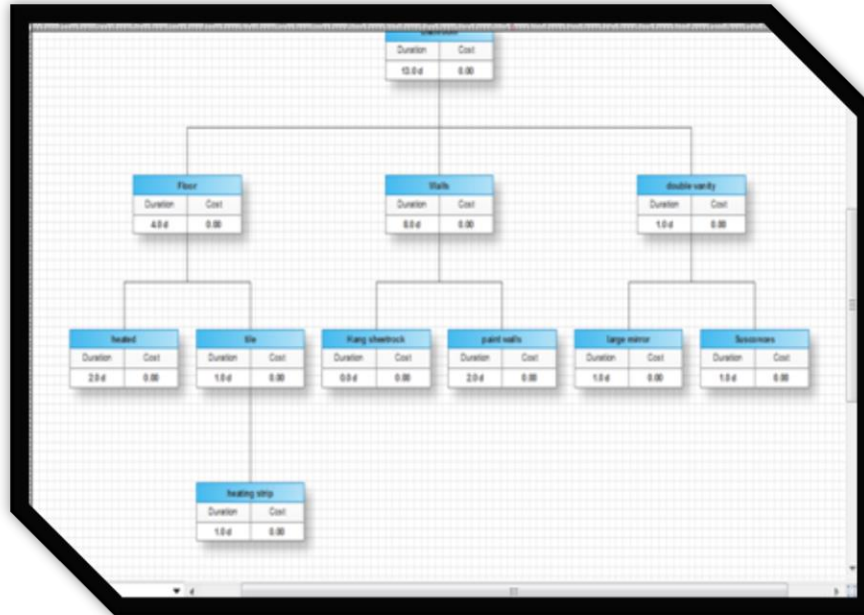 Duration Cost
13.0 d 0.00
Floor
Duration Cost
4.0 d 0.00
Walls
Duration Cost
0.00
double vanity
Duration Cost
1.0 d 0.00
heated
Duration Cost
2.0 d 0.00
tile
Duration Cost
1.0 d 0.00
Hang sheetrock
Duration Cost
0.00
paint walls
Duration Cost
2.0 d 0.00
large mirror
Duration Cost
1.0 d 0.00
Duration Cost
1.0 d 0.00
heating strip
Duration Cost
1.0 d 0.00